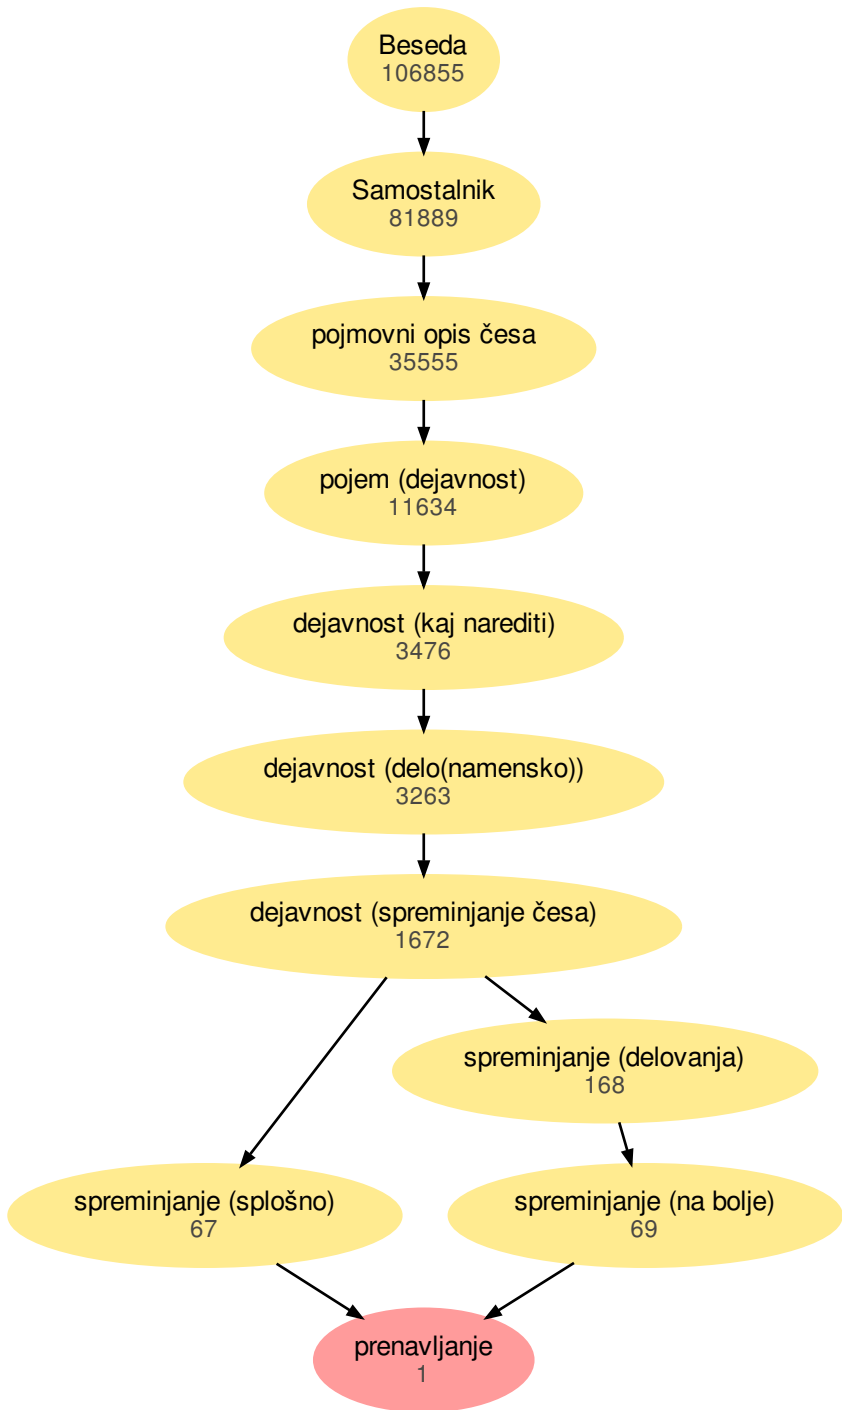 Beseda
106855
Samostalnik
81889
pojmovni opis česa
35555
pojem (dejavnost)
11634
dejavnost (kaj narediti)
3476
dejavnost (delo(namensko))
3263
dejavnost (spreminjanje česa)
1672
spreminjanje (delovanja)
168
spreminjanje (splošno)
67
spreminjanje (na bolje)
69
prenavljanje
1